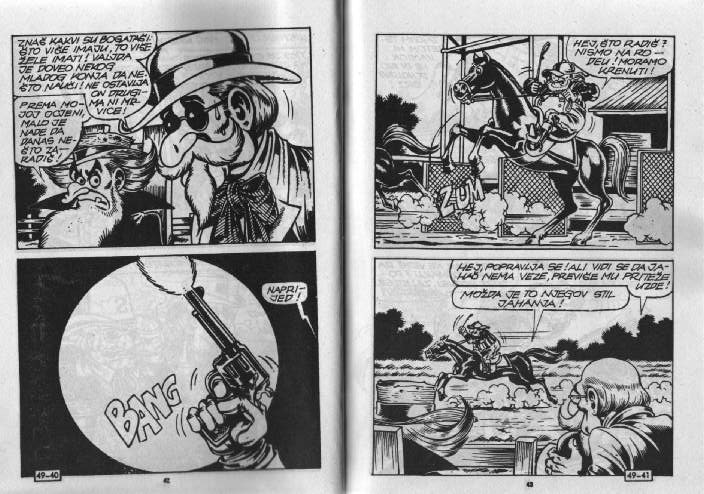 ZNAŠ KAKVI SU BOGATAŠI:
ŠTO VIŠE IMAJU, TO VIŠE
ŽELE IMATI! VALJDA
JE DOVEO NEKOG
MLADOG KONJA DA NE-
ŠTO NAUČI! NE OSTAVLJA
ON DRUGI-
MA NI MR-
VICE!
PREMA MO-
JOJ OCJENI,
MALO JE
NADE DA
DANAS NE-
ŠTO ZA-
RADIŠ!
BANG
NAPRI-
JED!
49-40
42
HEJ, ŠTO RADIŠ?
NISMO NA RO-
DEU! MORAMO
KRENUTI!
ZUM
HEJ, POPRAVLJA SE! ALI VIDI SE DA JA-
HAČ NEMA VEZE, PREVIŠE MU PRITEŽE
UZDE!
MOŽDA JE TO NJEGOV STIL
JAHANJA!
43
49-41